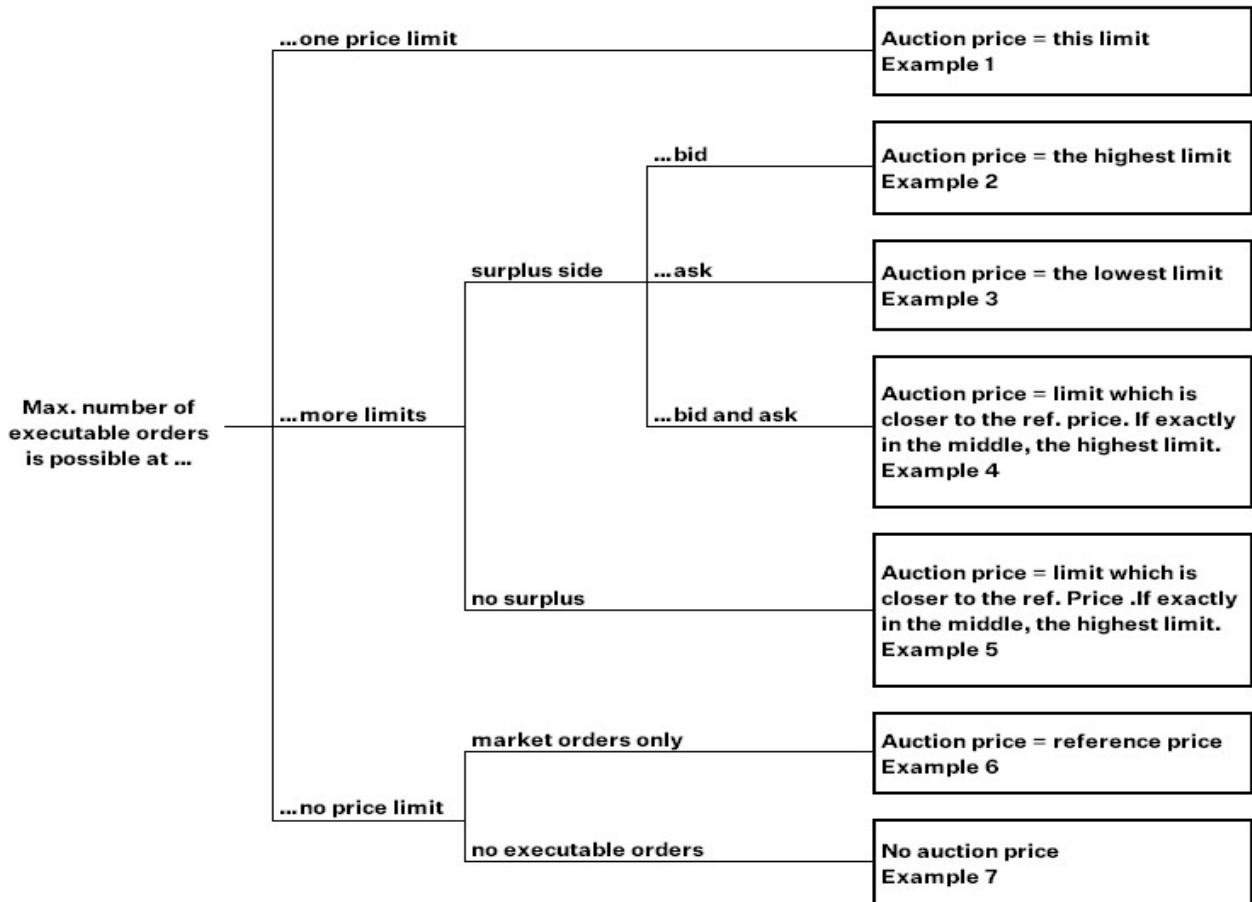 ...one price limit
Auction price = this limit
Example 1
...bid
Auction price = the highest limit
Example 2
surplus side
...ask
Auction price = the lowest limit
Example 3
Max. number of
executable orders
is possible at ...
...more limits
...bid and ask
Auction price = limit which is
closer to the ref. price. If exactly
in the middle, the highest limit.
Example 4
no surplus
Auction price = limit which is
closer to the ref. Price .If exactly
in the middle, the highest limit.
Example 5
...no price limit
market orders only
Auction price = reference price
Example 6
no executable orders
No auction price
Example 7